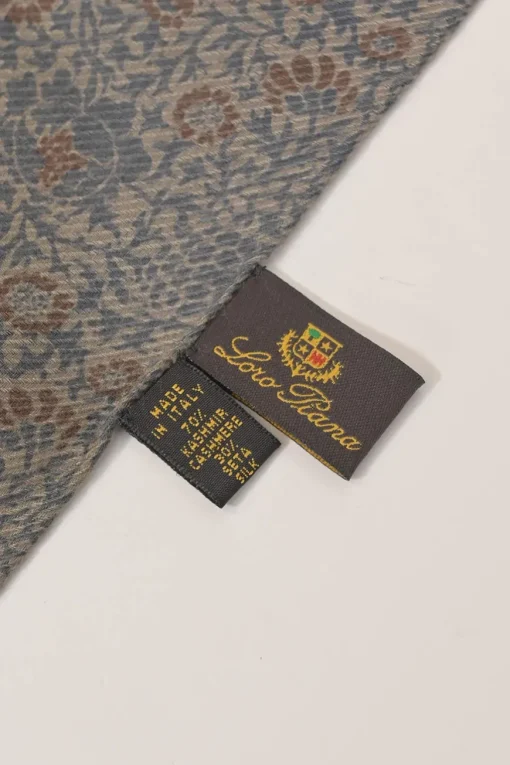 Loro Piana
MADE
IN ITALY
70%
KASHMIR
CASHMERE
30%
SETA
SILK